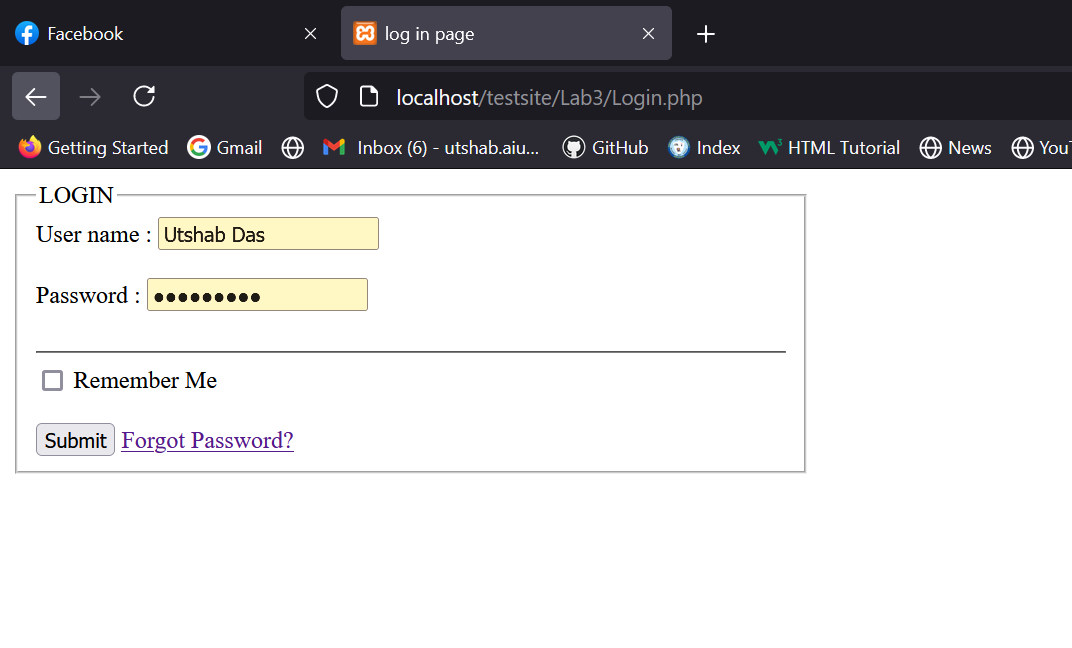 Facebook
log in page
localhost/testsite/Lab3/Login.php
Getting Started Gmail Inbox (6) - utshab.aiu... GitHub Index HTML Tutorial News You
LOGIN
User name : Utshab Das
Password : •••••••••
Remember Me
Submit Forgot Password?